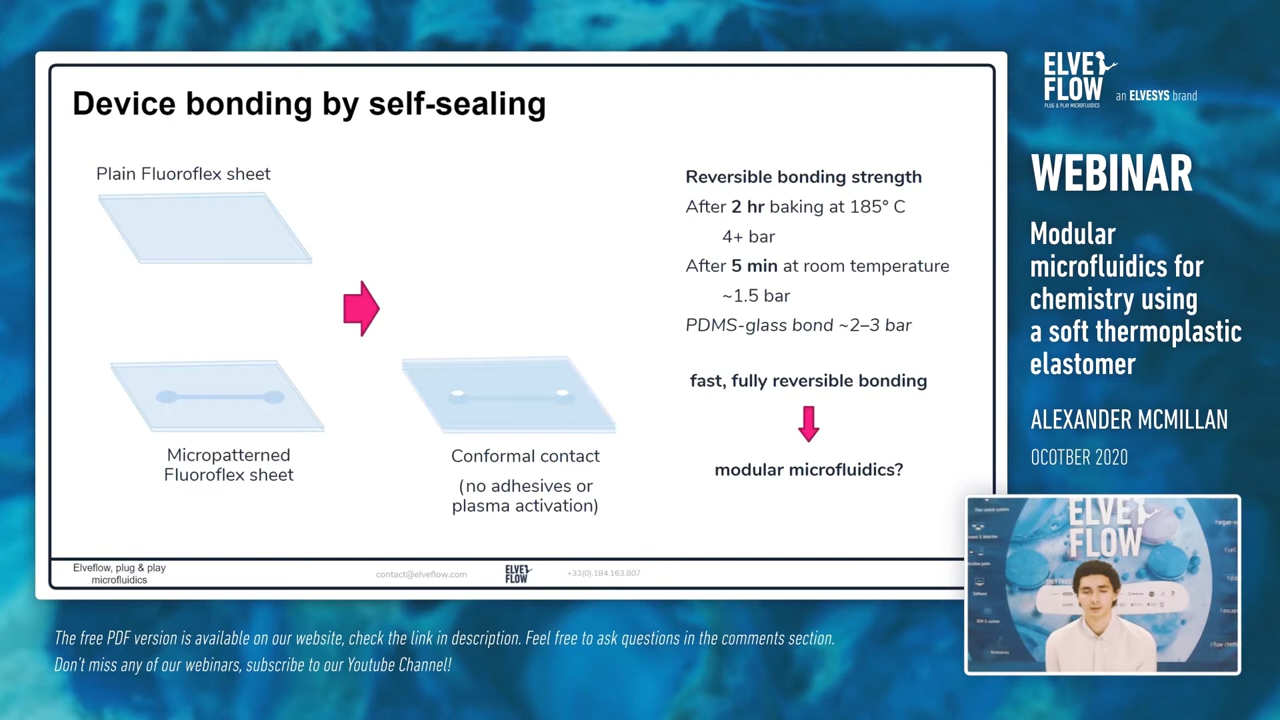 Device bonding by self-sealing
Plain Fluoroflex sheet
Micropatterned
Fluoroflex sheet
Conformal contact
(no adhesives or
plasma activation)
Reversible bonding strength
After 2 hr baking at 185° C
4+ bar
After 5 min at room temperature
~1.5 bar
PDMS-glass bond ~2–3 bar
fast, fully reversible bonding
modular microfluidics?
Elveflow, plug & play
microfluidics
contact@elveflow.com
ELVE
FLOW
+33(0).184.163.807
ELVE
FLOW
PLUG & PLAY MICROFLUIDICS
an ELVESYS brand
WEBINAR
Modular
microfluidics for
chemistry using
a soft thermoplastic
elastomer
ALEXANDER MCMILLAN
OCOTBER 2020
ELVE
FLOW
The free PDF version is available on our website, check the link in description. Feel free to ask questions in the comments section.
Don't miss any of our webinars, subscribe to our Youtube Channel!